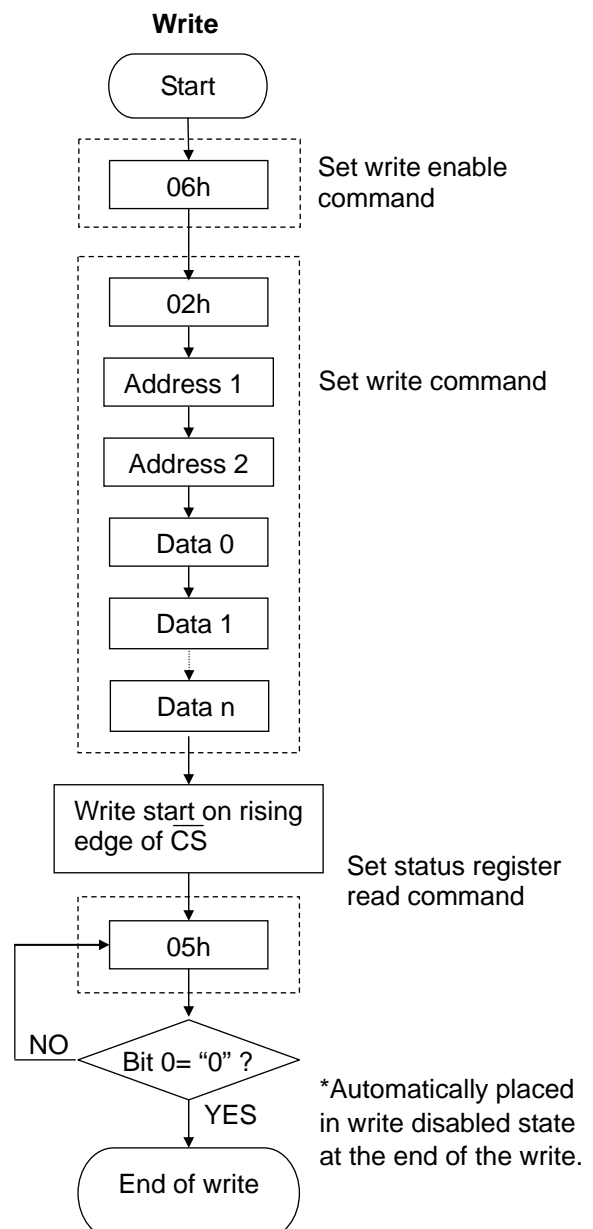 Write
Start
06h
Set write enable
command
02h
Address 1
Set write command
Address 2
Data 0
Data 1
Data n
Write start on rising
edge of C̅S̅
Set status register
read command
05h
NO
Bit 0= “0” ?
*Automatically placed
in write disabled state
at the end of the write.
YES
End of write